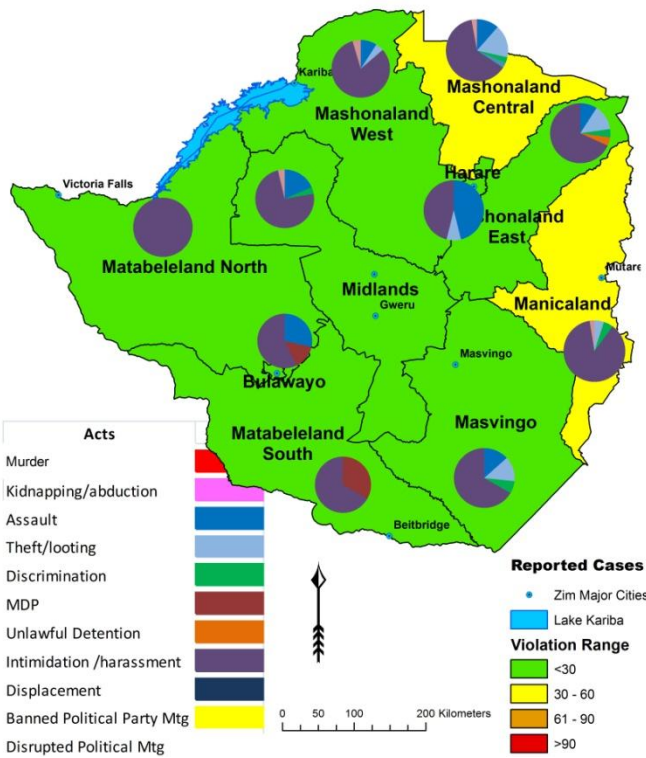 Mashonaland
Central
Kariba
Mashonaland
West
Harare
shonaland
East
Victoria Falls
Matabeleland North
Midlands
Gweru
Mutare
Manicaland
Masvingo
Bulawayo
Matabeleland
South
Masvingo
Beitbridge
Acts
Murder
Kidnapping/abduction
Assault
Theft/looting
Discrimination
MDP
Unlawful Detention
Intimidation /harassment
Displacement
Banned Political Party Mtg
Disrupted Political Mtg
0 50 100 200 Kilometers
Reported Cases
Zim Major Cities
Lake Kariba
Violation Range
<30
30 - 60
61 - 90
>90